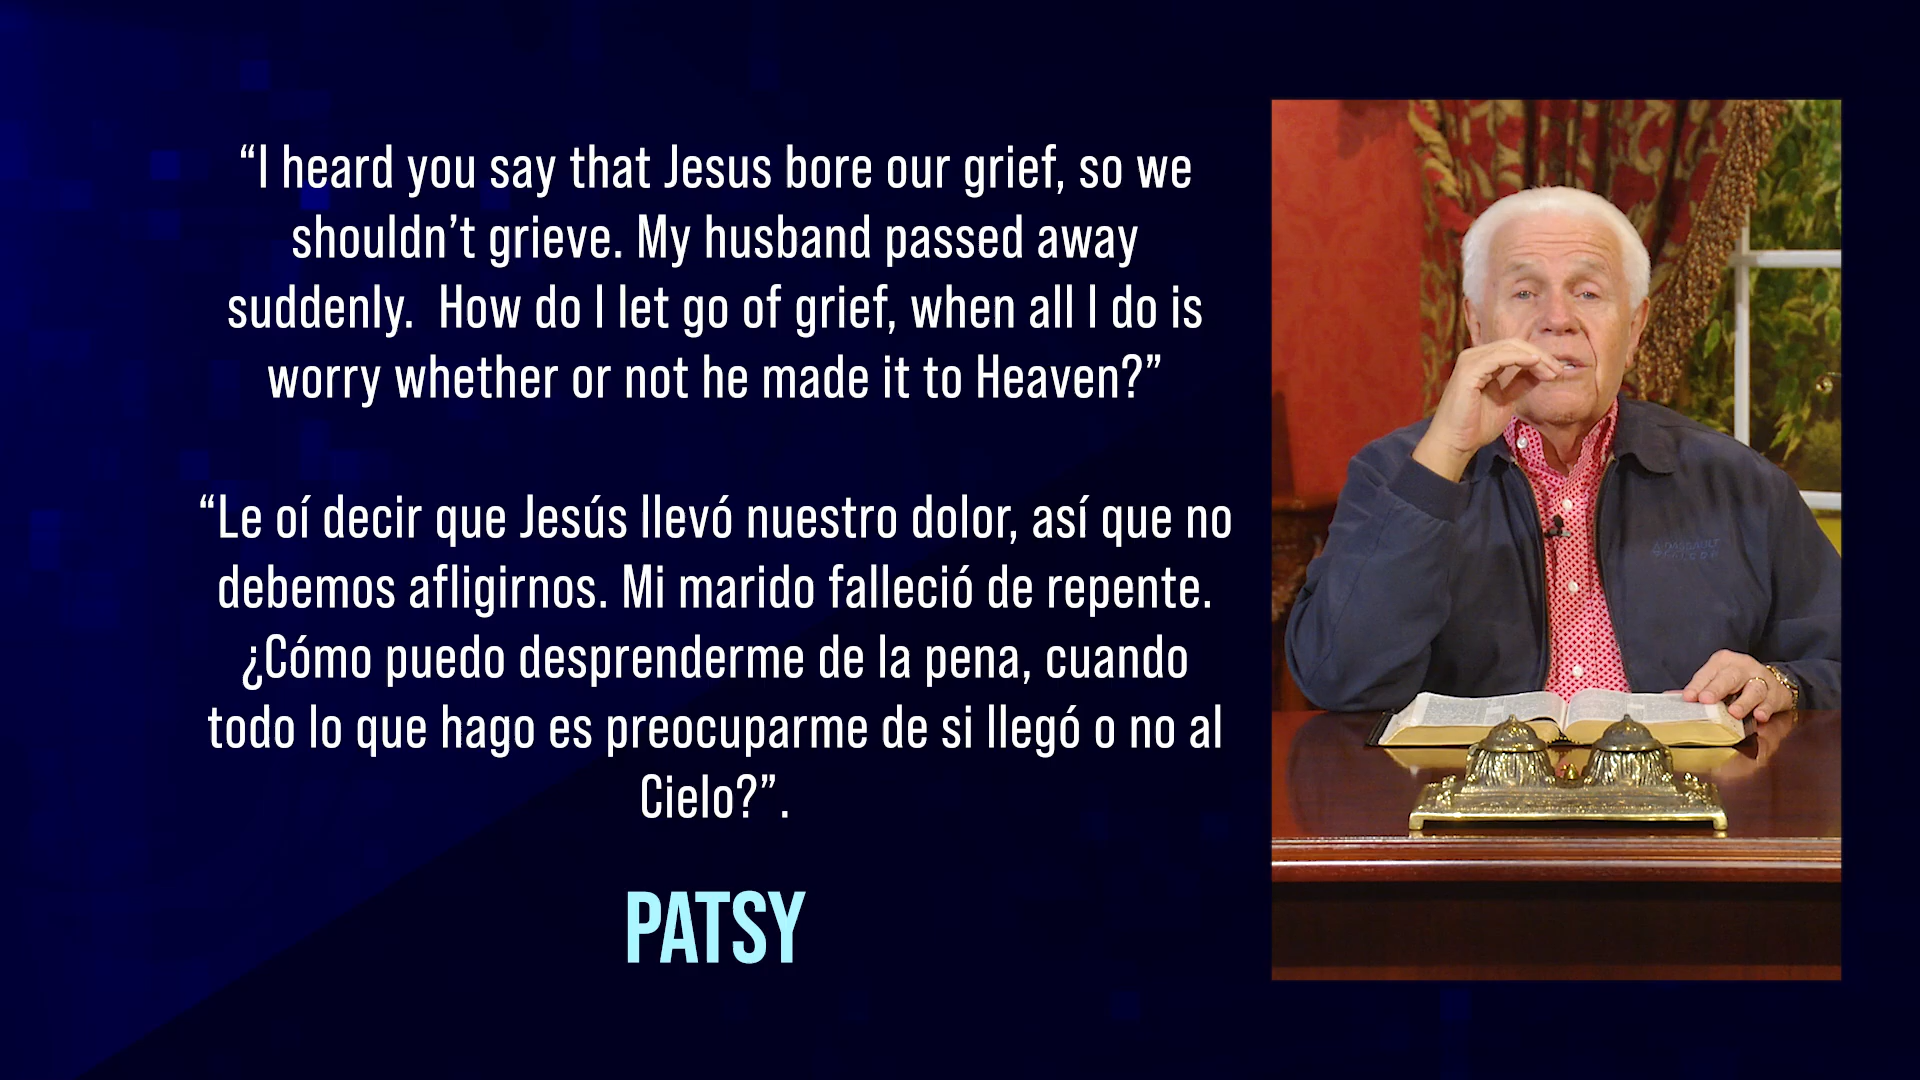 “I heard you say that Jesus bore our grief, so we
shouldn’t grieve. My husband passed away
suddenly.  How do I let go of grief, when all I do is
worry whether or not he made it to Heaven?”
“Le oí decir que Jesús llevó nuestro dolor, así que no
debemos afligirnos. Mi marido falleció de repente.
¿Cómo puedo desprenderme de la pena, cuando
todo lo que hago es preocuparme de si llegó o no al
Cielo?”.
PATSY